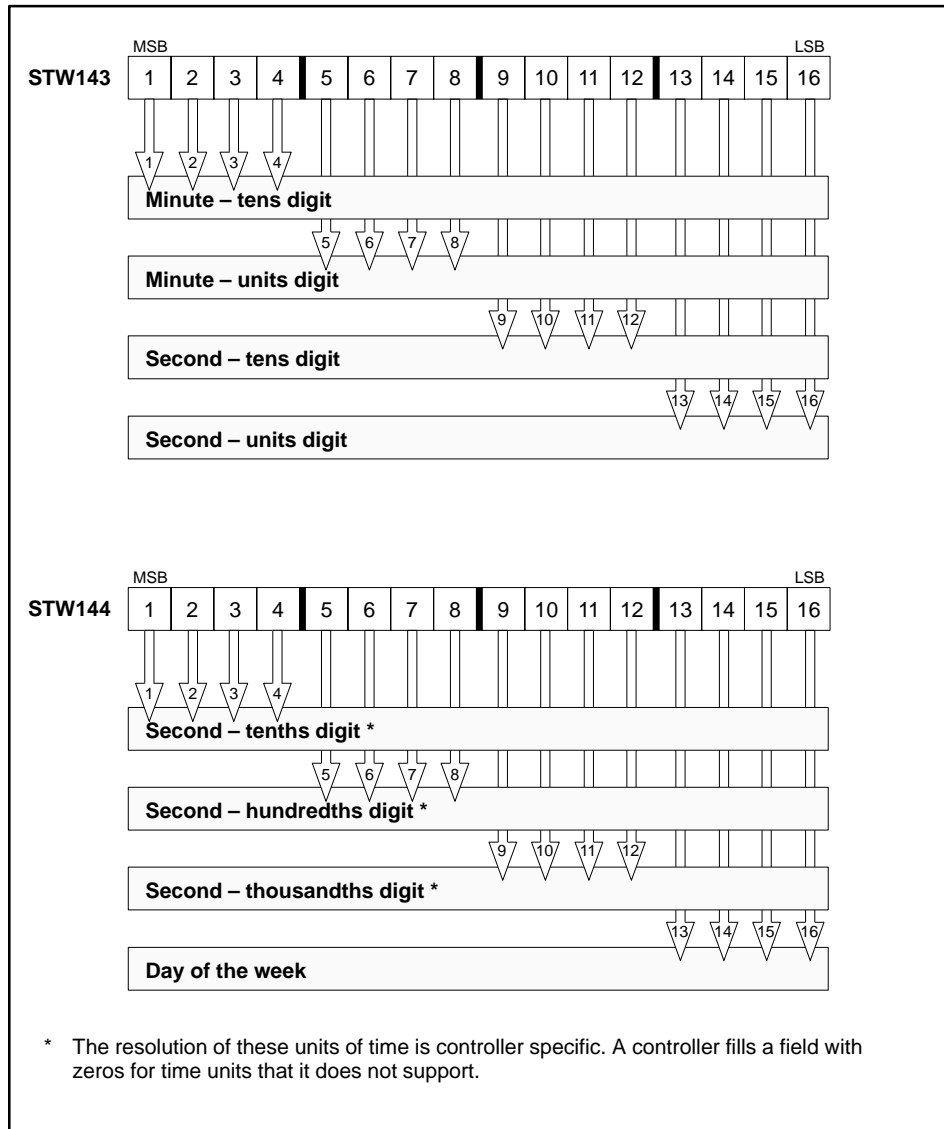 MSB LSB
STW143 1 2 3 4 5 6 7 8 9 10 11 12 13 14 15 16
1 2 3 4
Minute – tens digit
5 6 7 8
Minute – units digit
9 10 11 12
Second – tens digit
13 14 15 16
Second – units digit
MSB LSB
STW144 1 2 3 4 5 6 7 8 9 10 11 12 13 14 15 16
1 2 3 4
Second – tenths digit *
5 6 7 8
Second – hundredths digit *
9 10 11 12
Second – thousandths digit *
13 14 15 16
Day of the week
* The resolution of these units of time is controller specific. A controller fills a field with
zeros for time units that it does not support.